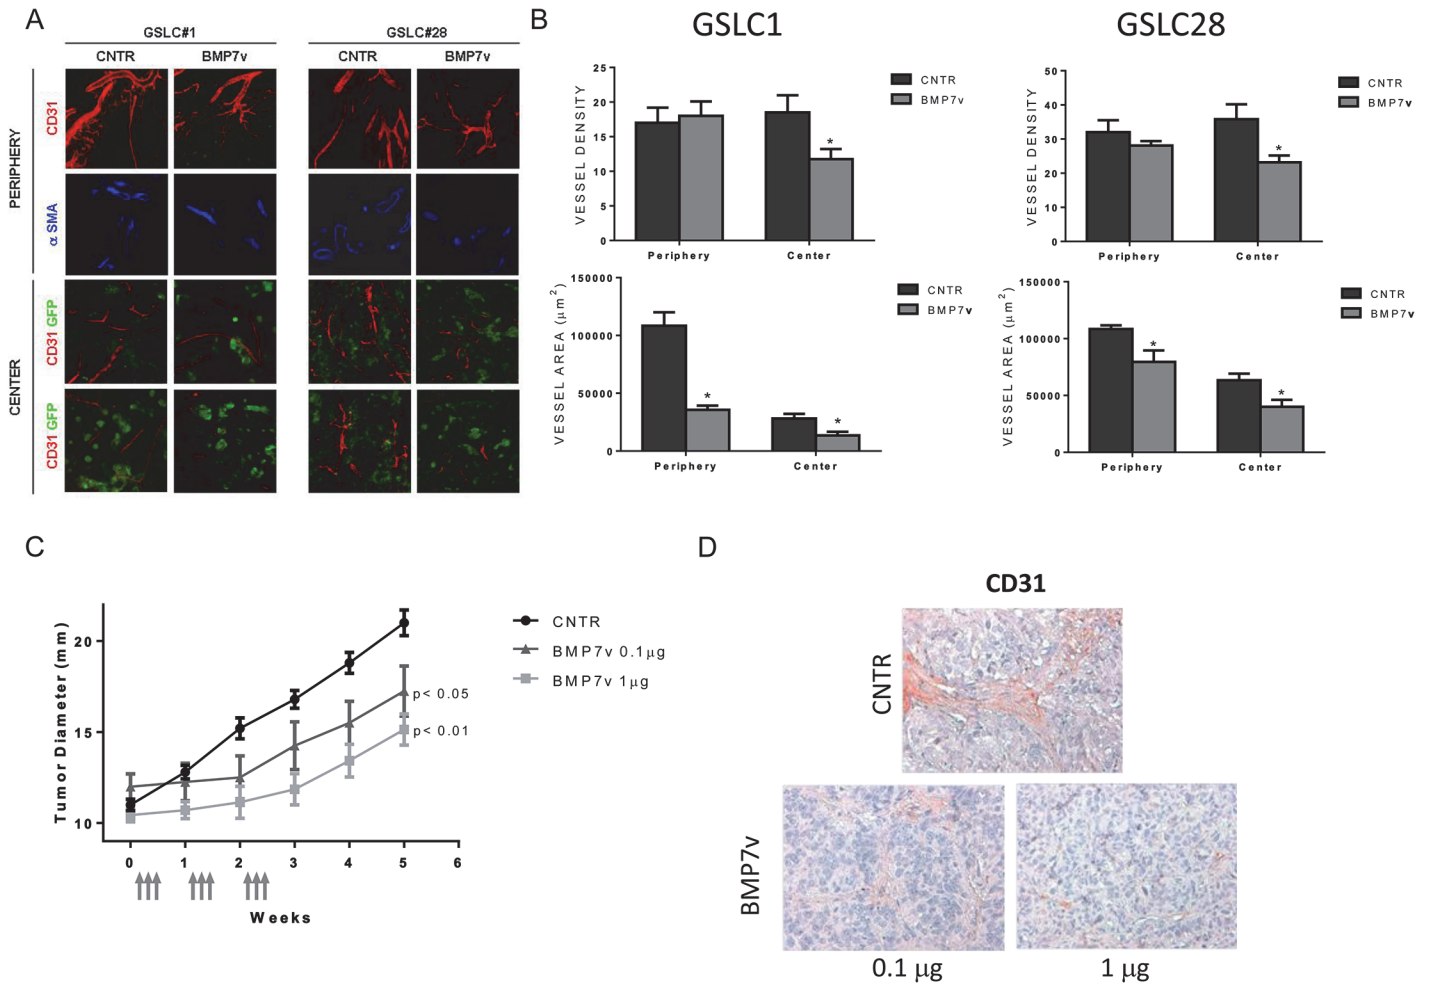 A
GSLC#1
GSLC#28
CNTR
BMP7v
CNTR
BMP7v
PERIPHERY
CENTER
CD31
α SMA
CD31 GFP
CD31 GFP
B
GSLC1
GSLC28
VESSEL DENSITY
25
20
15
10
5
0
Periphery
Center
CNTR
BMP7v
*
VESSEL DENSITY
50
40
30
20
10
0
Periphery
Center
CNTR
BMP7v
*
VESSEL AREA (µm2)
150000
100000
50000
0
Periphery
Center
CNTR
BMP7v
*
*
VESSEL AREA (µm2)
150000
100000
50000
0
Periphery
Center
CNTR
BMP7v
*
*
C
Tumor Diameter (mm)
20
15
10
0 1 2 3 4 5 6
Weeks
CNTR
BMP7v 0.1µg
BMP7v 1µg
p< 0.05
p< 0.01
D
CD31
CNTR
BMP7v
0.1 µg
1 µg